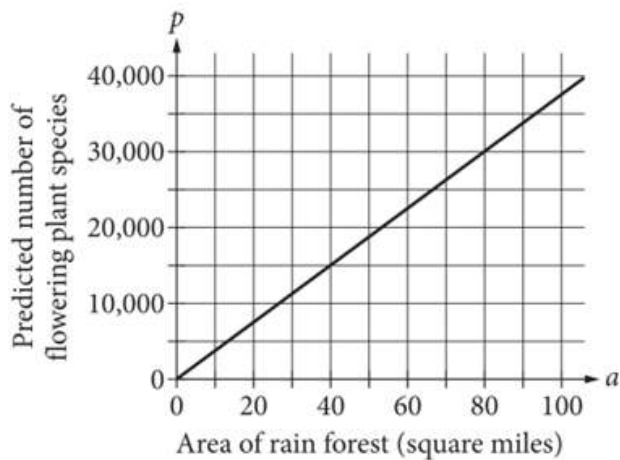 p
40,000
30,000
20,000
10,000
0
Predicted number of
flowering plant species
0 20 40 60 80 100
a
Area of rain forest (square miles)